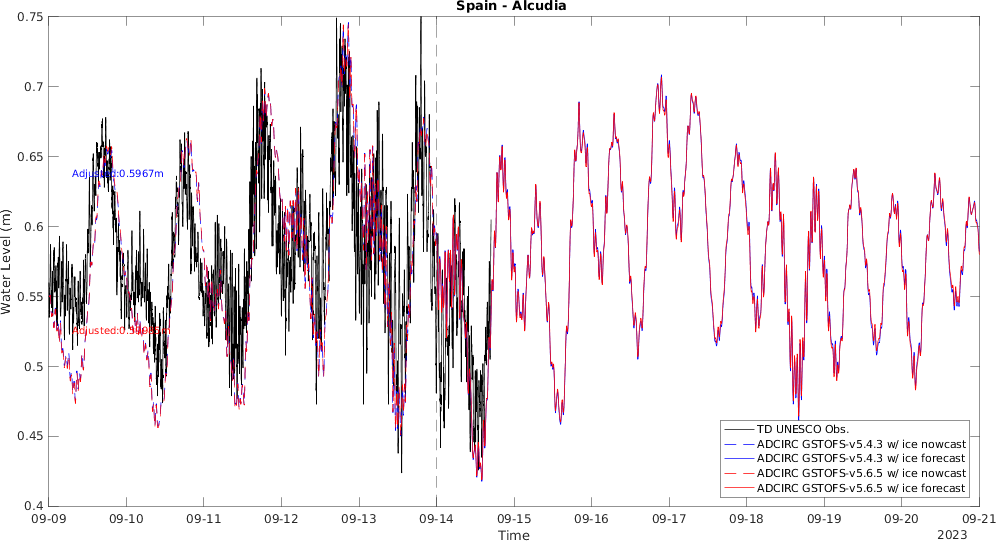 Spain - Alcudia
0.75
0.7
0.65
0.6
0.55
0.5
0.45
0.4
Water Level (m)
Adjusted:0.5967m
TD UNESCO Obs.
ADCIRC GSTOFS-v5.4.3 w/ ice nowcast
ADCIRC GSTOFS-v5.4.3 w/ ice forecast
ADCIRC GSTOFS-v5.6.5 w/ ice nowcast
ADCIRC GSTOFS-v5.6.5 w/ ice forecast
09-09 09-10 09-11 09-12 09-13 09-14 09-15 09-16 09-17 09-18 09-19 09-20 09-21
Time
2023